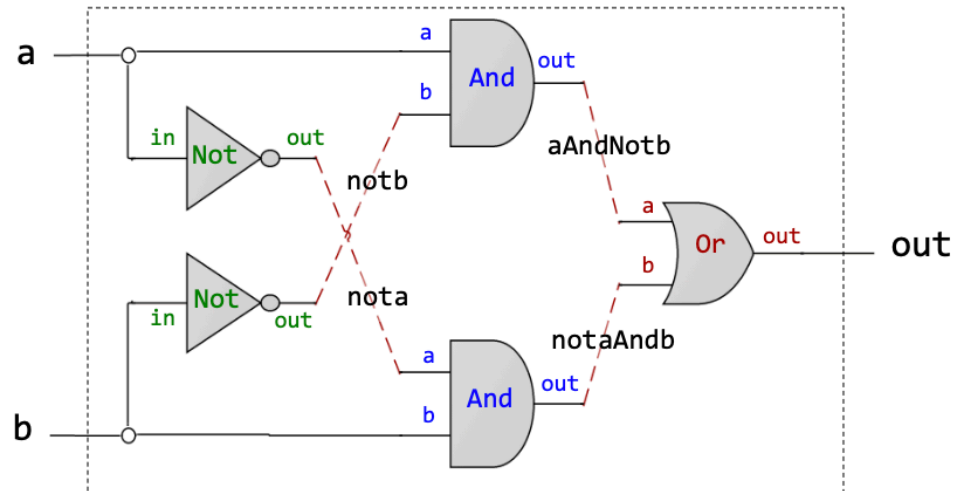 a
a
out
And
b
in
Not
out
aAndNotb
notb
a
Or
out
out
b
Not
nota
in
out
notaAndb
a
out
And
b
b